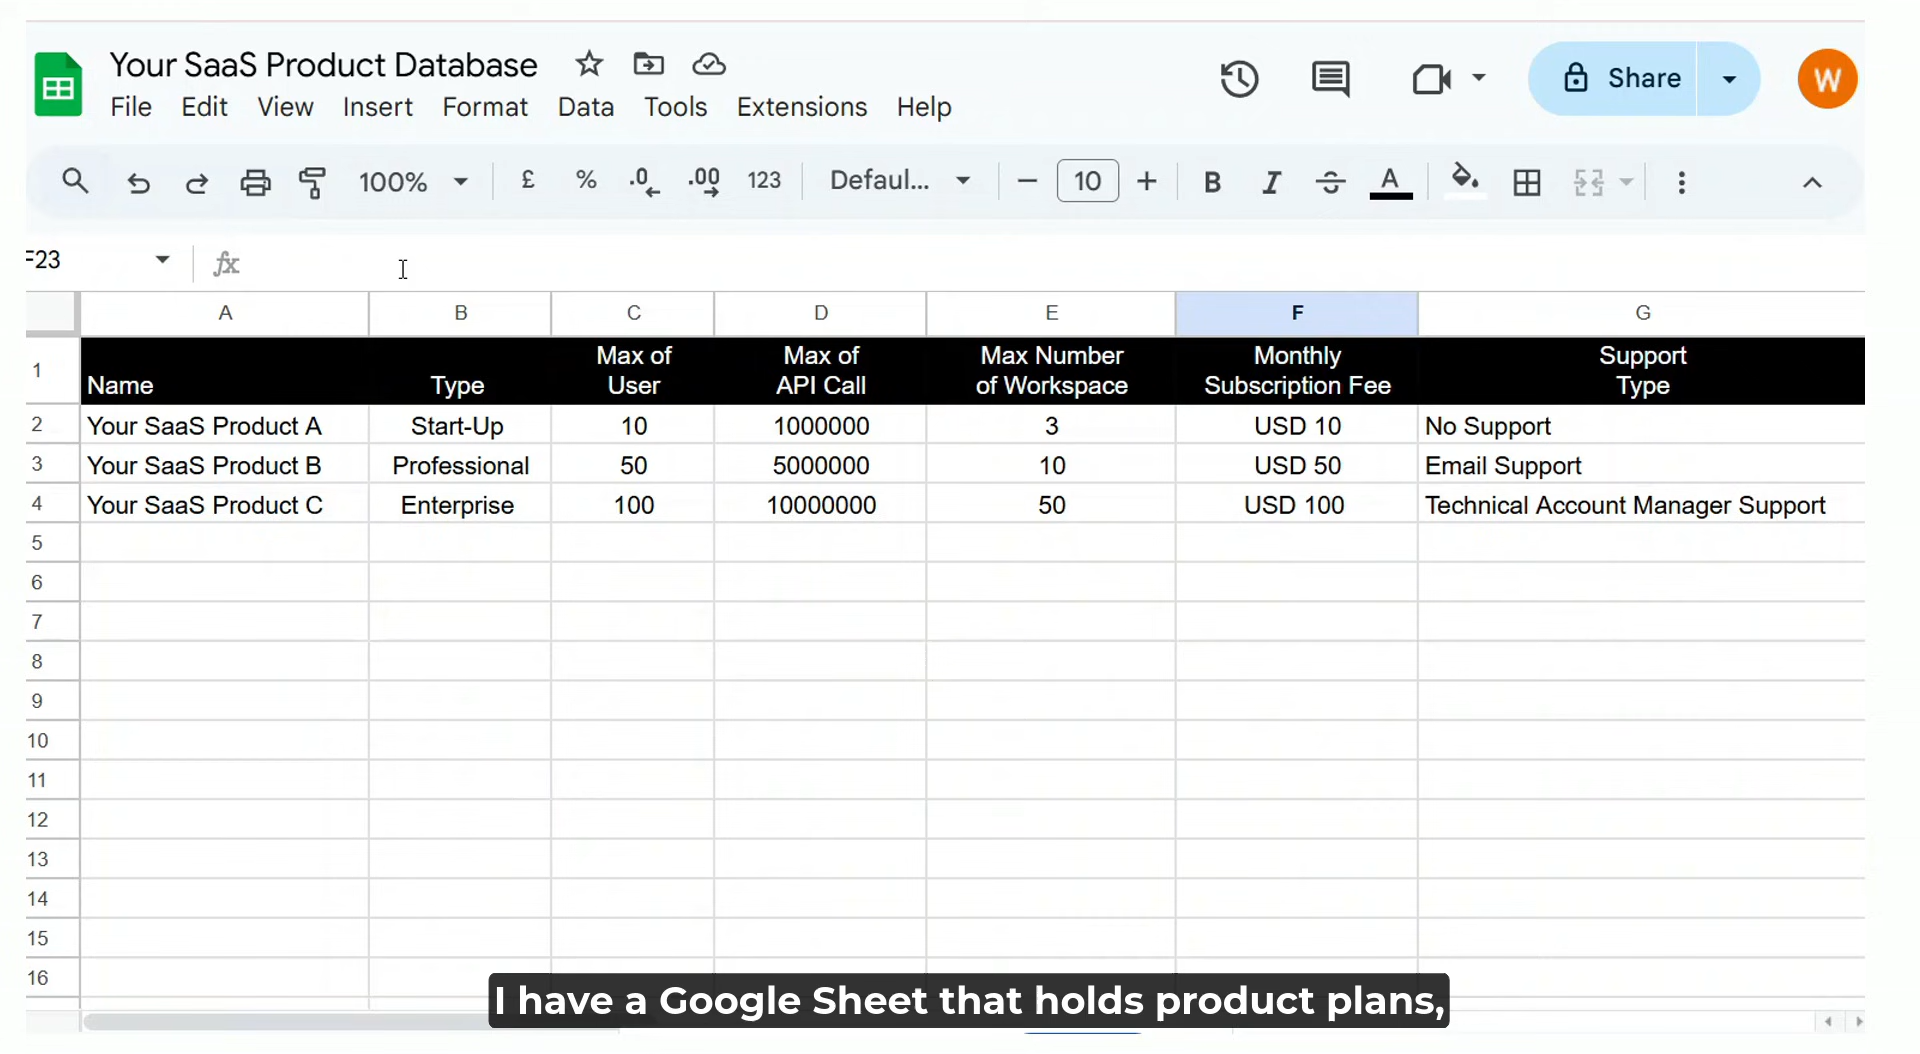 Your SaaS Product Database
File Edit View Insert Format Data Tools Extensions Help
Share
W
100% £ % .0 .00 123 Defaul... 10 B I A
F23 fx
A B C D E F G
1 Name Type Max of User Max of API Call Max Number of Workspace Monthly Subscription Fee Support Type
2 Your SaaS Product A Start-Up 10 1000000 3 USD 10 No Support
3 Your SaaS Product B Professional 50 5000000 10 USD 50 Email Support
4 Your SaaS Product C Enterprise 100 10000000 50 USD 100 Technical Account Manager Support
5
6
7
8
9
10
11
12
13
14
15
16
I have a Google Sheet that holds product plans,